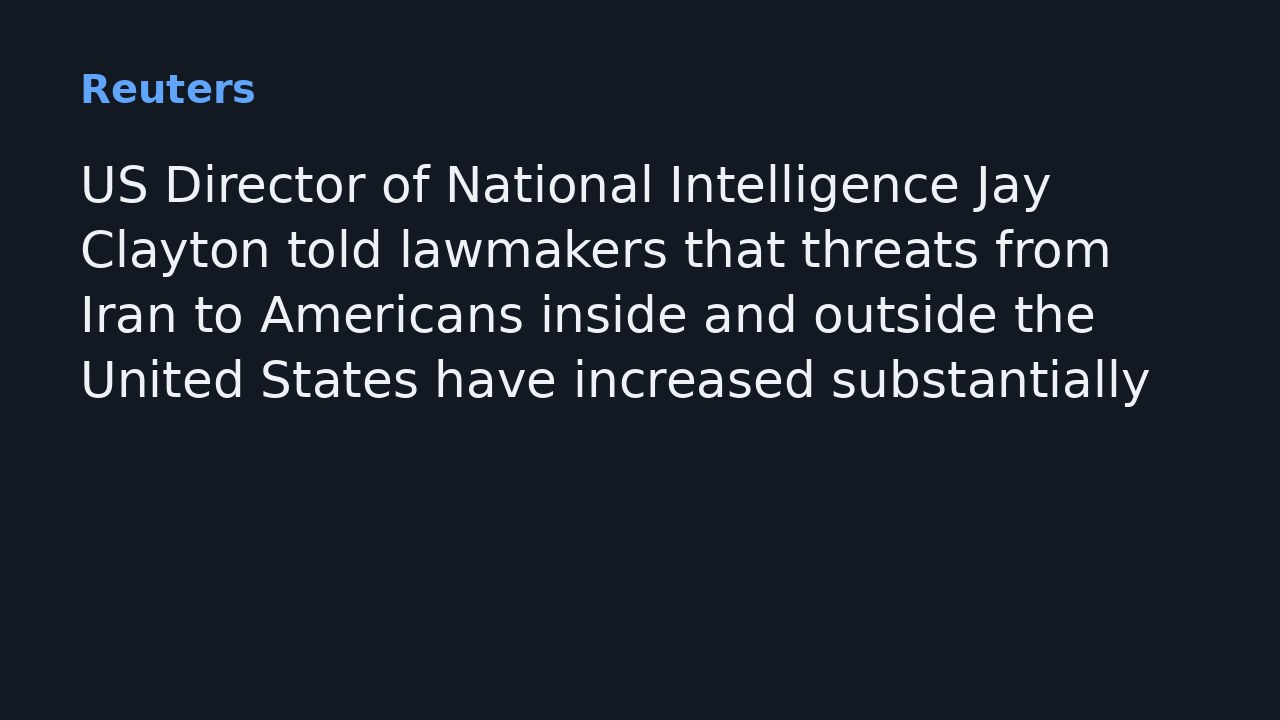 Reuters
US Director of National Intelligence Jay
Clayton told lawmakers that threats from
Iran to Americans inside and outside the
United States have increased substantially